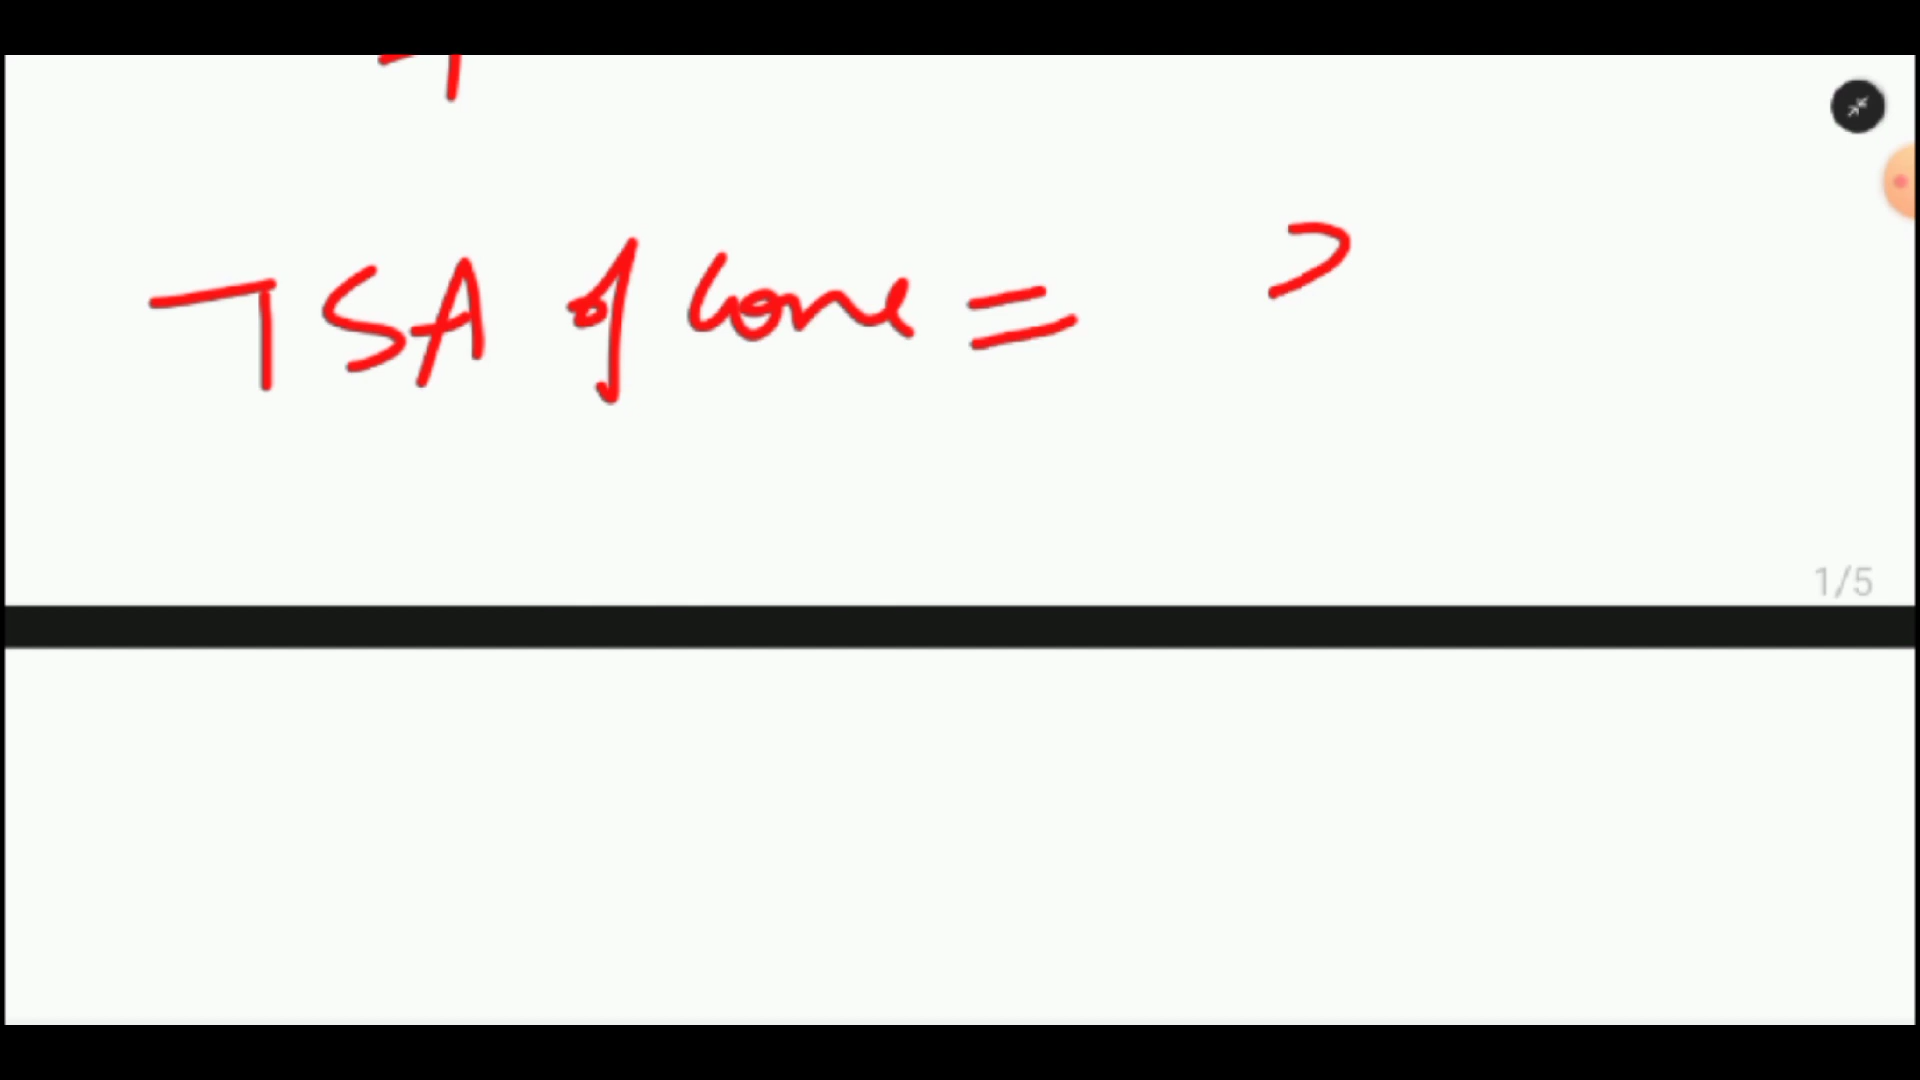 TSA of Cone = ?
1/5